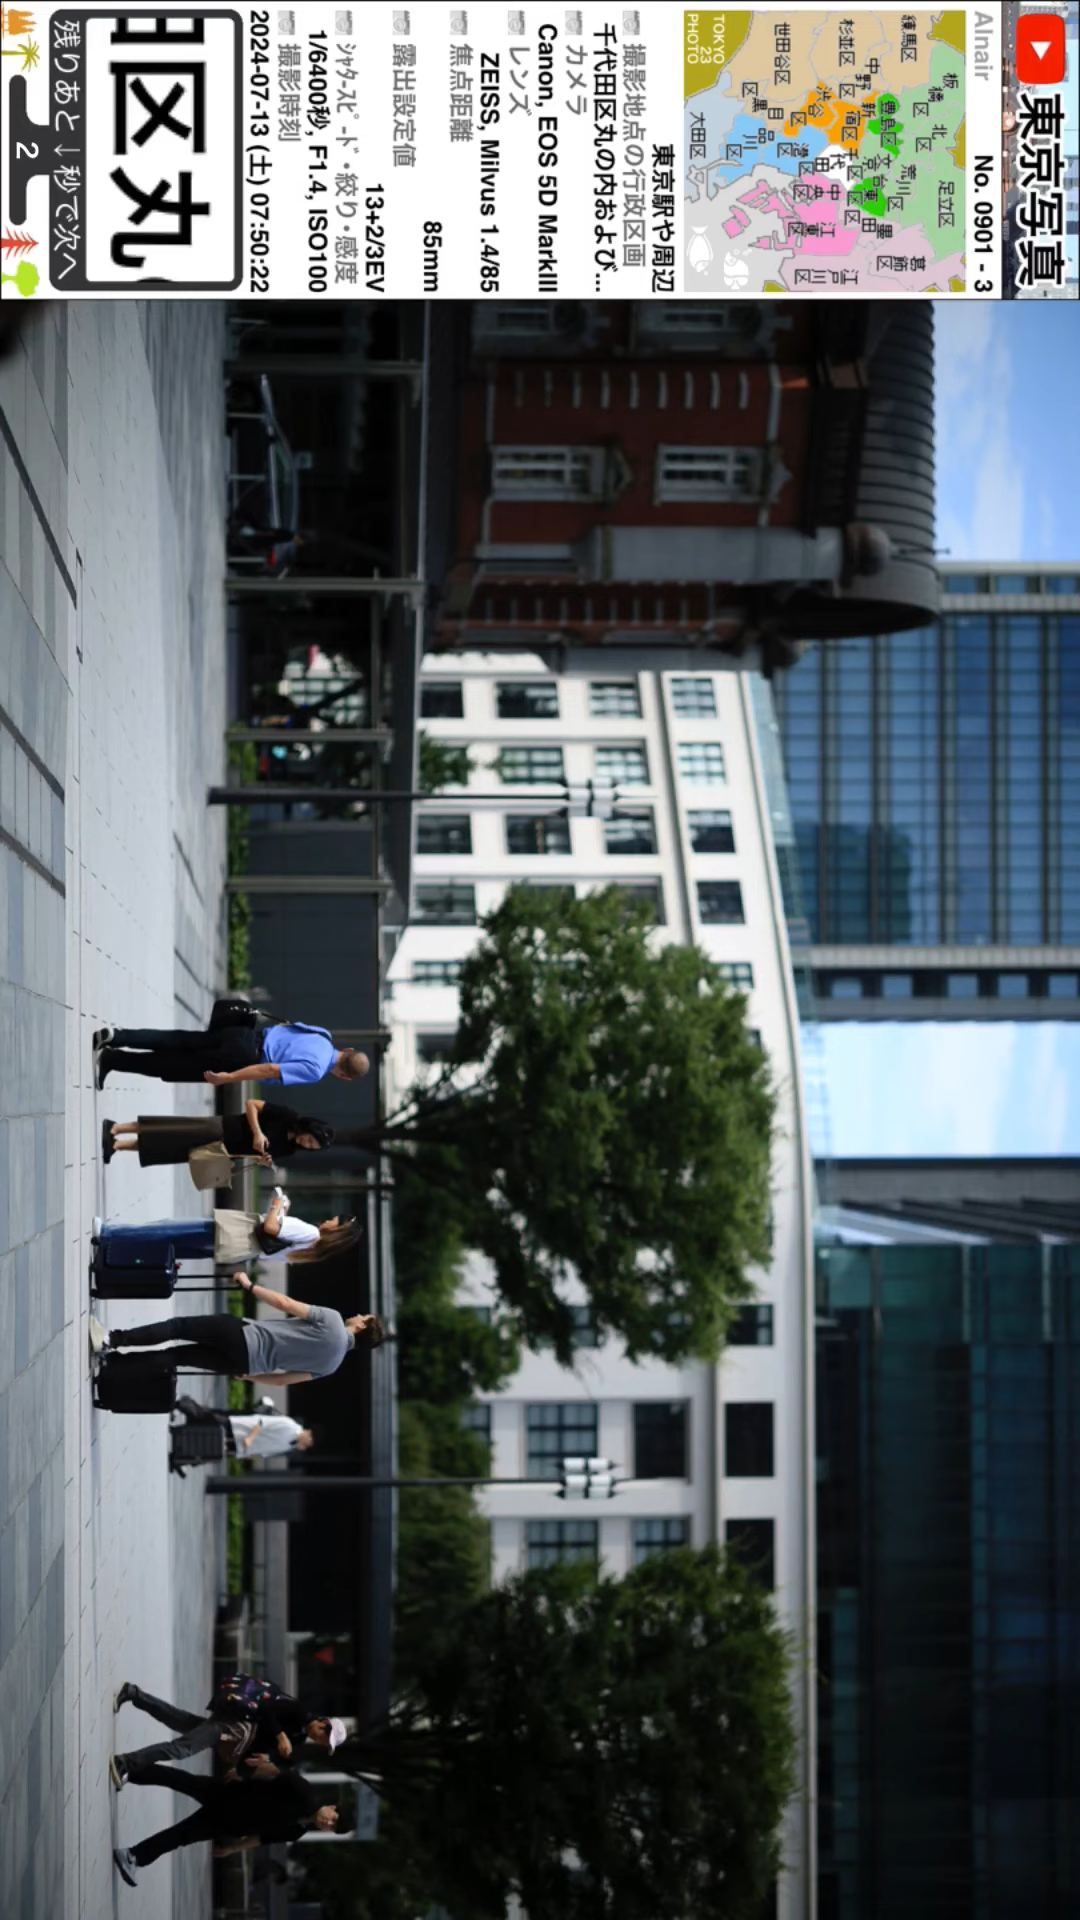 東京写真
Alnair
No. 0901 - 3
練馬区
板橋区
北区
足立区
杉並区
中野
豊島区
荒川区
葛飾区
世田谷区
渋谷区
新宿区
文京
台東区
墨田区
目黒区
港区
千代田区
中央区
江東区
江戸川区
品川区
大田区
TOKYO
23
PHOTO
東京駅や周辺
撮影地点の行政区画
千代田区丸の内および…
カメラ
Canon, EOS 5D MarkIII
レンズ
ZEISS, Milvus 1.4/85
焦点距離
85mm
露出設定値
13+2/3EV
ｼｬﾀｰｽﾋﾟｰﾄﾞ・絞り・感度
1/6400秒, F1.4, ISO100
撮影時刻
2024-07-13 (土) 07:50:22
区丸
残りあと↓秒で次へ
2